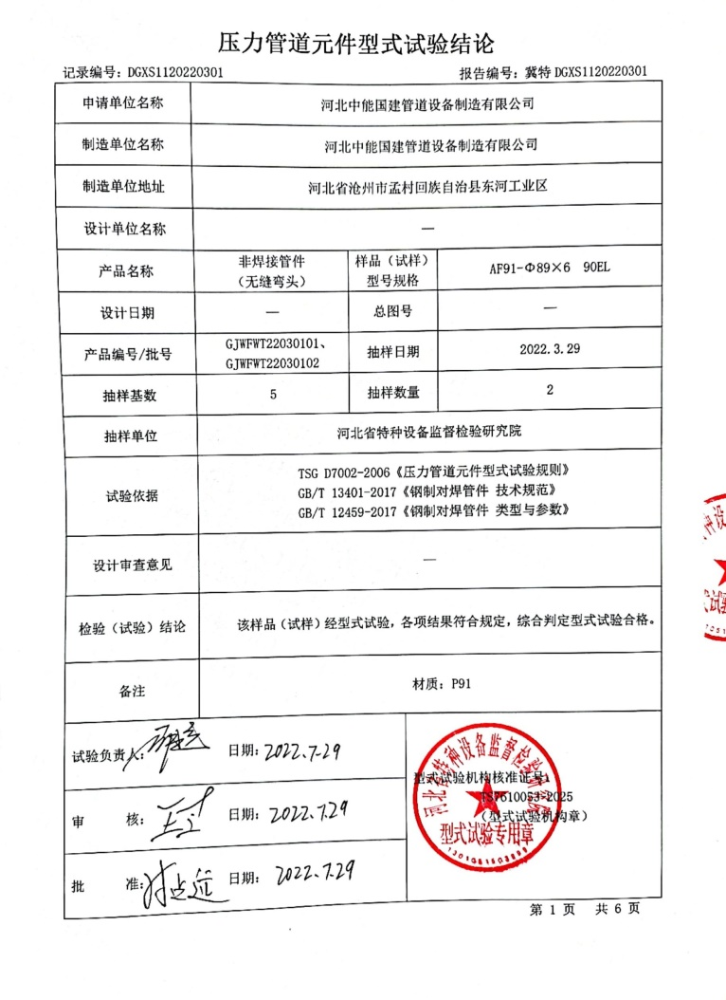 压力管道元件型式试验结论
记录编号：DGXS1120220301 报告编号：冀特 DGXS1120220301
申请单位名称 河北中能国建管道设备制造有限公司
制造单位名称 河北中能国建管道设备制造有限公司
制造单位地址 河北省沧州市孟村回族自治县东河工业区
设计单位名称 —
产品名称 非焊接管件
（无缝弯头）
样品（试样）
型号规格
AF91-Φ89×6 90EL
设计日期 — 总图号 —
产品编号/批号 GJWFWT22030101、
GJWFWT22030102
抽样日期 2022.3.29
抽样基数 5 抽样数量 2
抽样单位 河北省特种设备监督检验研究院
试验依据
TSG D7002-2006《压力管道元件型式试验规则》
GB/T 13401-2017《钢制对焊管件 技术规范》
GB/T 12459-2017《钢制对焊管件 类型与参数》
设计审查意见 —
检验（试验）结论 该样品（试样）经型式试验，各项结果符合规定，综合判定型式试验合格。
备注 材质：P91
试验负责人： 日期：2022.7.29
审 核： 日期：2022.7.29
批 准： 日期：2022.7.29
型式试验机构核准证号：
TS7610053-2025
（型式试验机构章）
河北省特种设备监督检验研究院
型式试验专用章
第 1 页 共 6 页